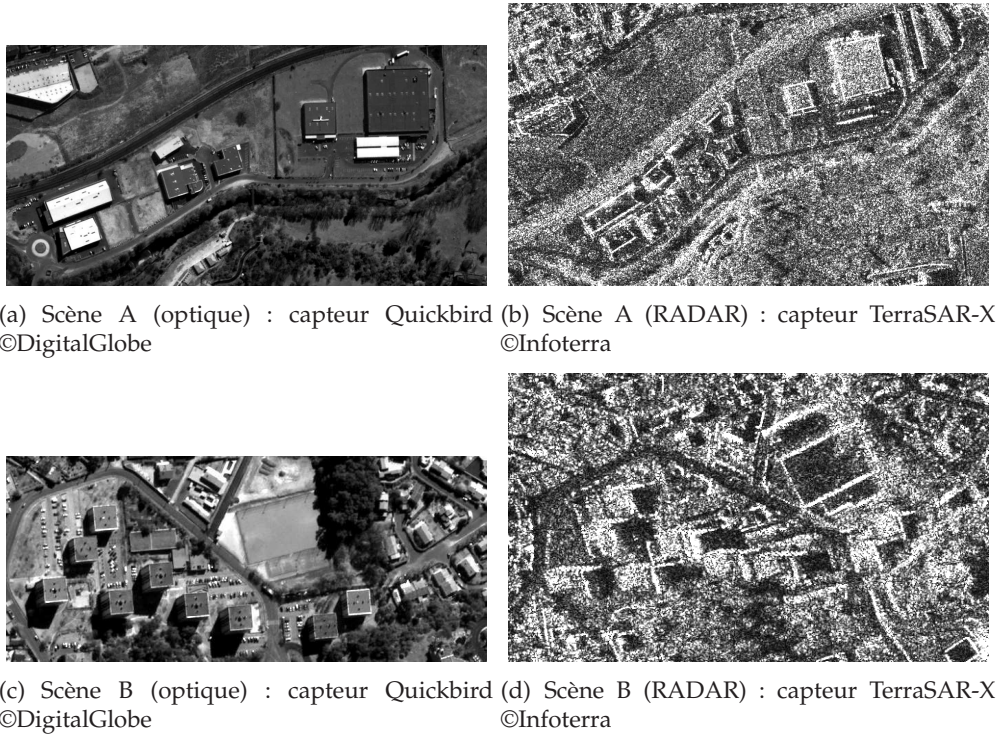 (a) Scène A (optique) : capteur Quickbird
©DigitalGlobe
(b) Scène A (RADAR) : capteur TerraSAR-X
©Infoterra
(c) Scène B (optique) : capteur Quickbird
©DigitalGlobe
(d) Scène B (RADAR) : capteur TerraSAR-X
©Infoterra